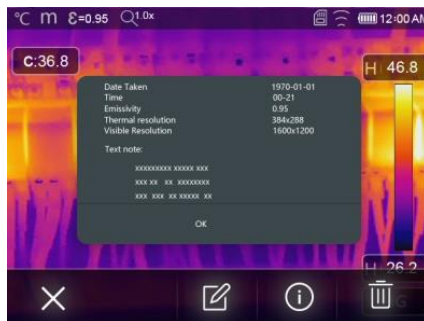 °C m Ɛ=0.95 1.0x 12:00 AM
C:36.8
H 46.8
Date Taken 1970-01-01
Time 00-21
Emissivity 0.95
Thermal resolution 384x288
Visible Resolution 1600x1200
Text note:
xxxxxxxxx xxxxx xxx
xxx xx xx xxxxxxxx
xxx xxx xx xxxxx xx
OK
H 26.2
G